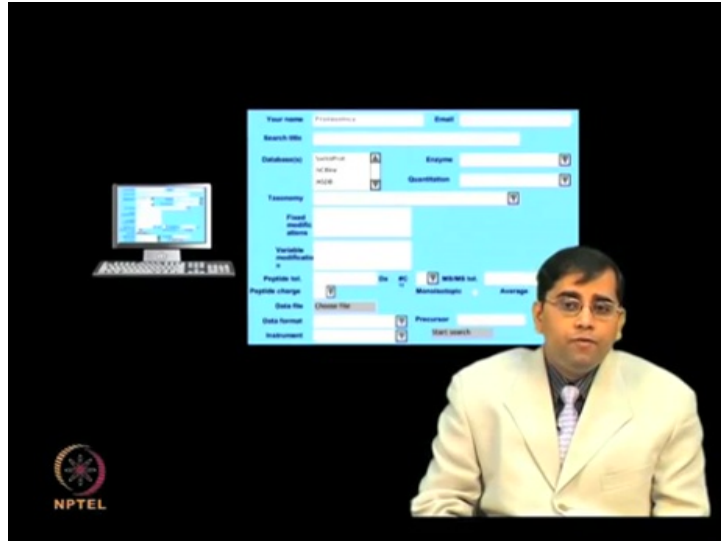 Your name Proteomics Email
Search title
Database(s) SwissProt Enzyme
NCBInr
MSDB Quantitation
Taxonomy
Fixed
modific
ations
Variable
modificatio
n
Peptide tol. Da #C MS/MS tol.
Peptide charge Monoisotopic Average
Data file Choose file
Data format Precursor
Instrument Start search
NPTEL